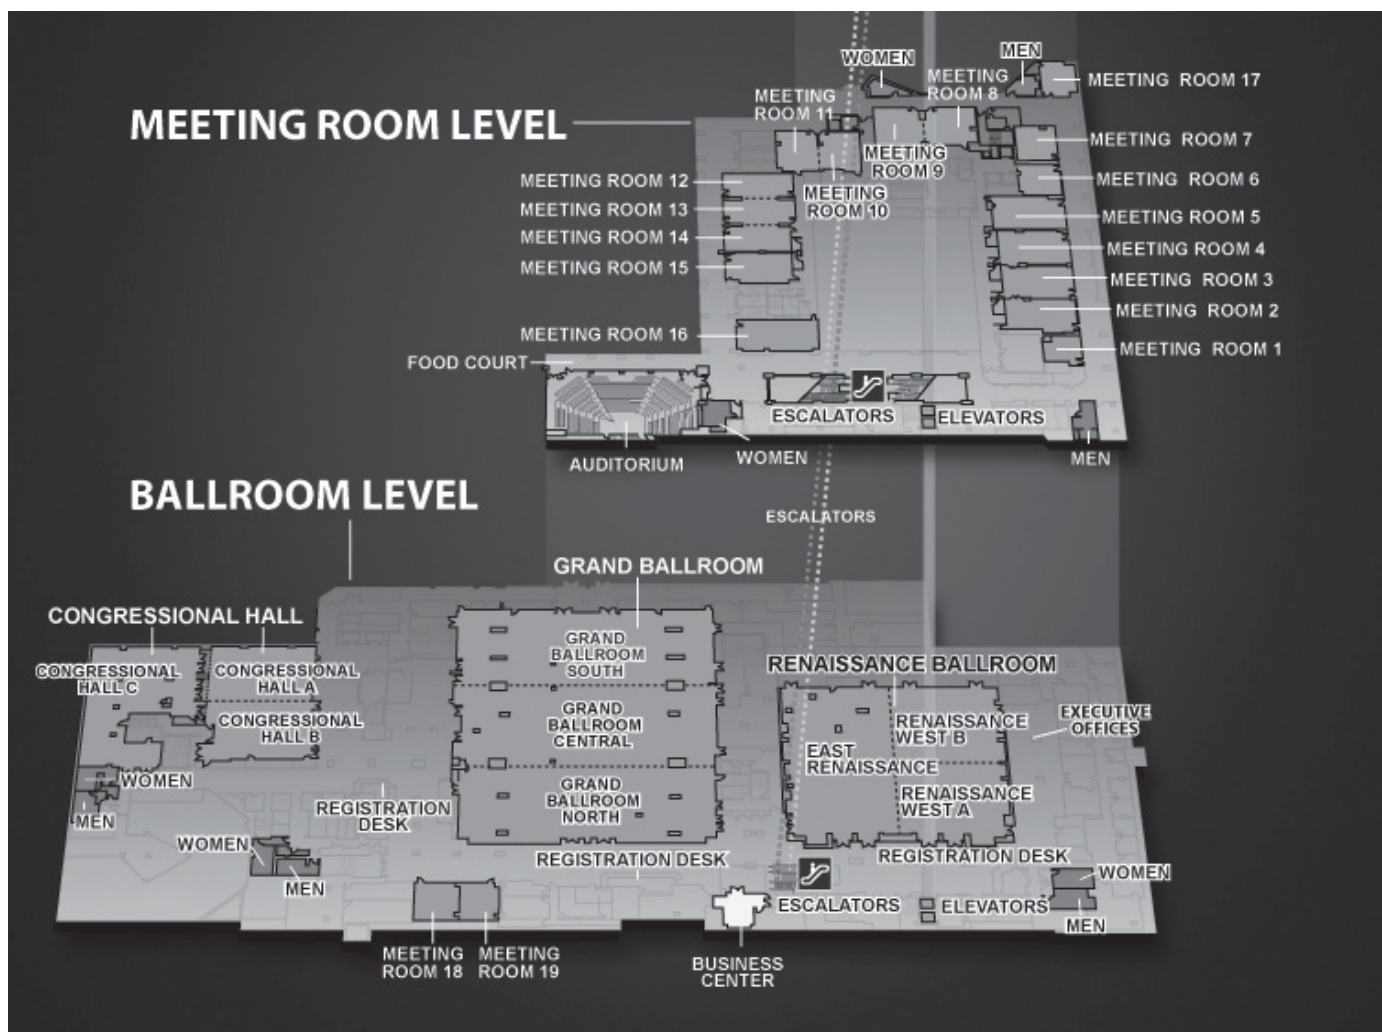 WOMEN
MEN
MEETING
ROOM 8
MEETING ROOM 17
MEETING
ROOM 11
MEETING ROOM LEVEL
MEETING ROOM 7
MEETING
ROOM 9
MEETING ROOM 12
MEETING ROOM 6
MEETING
ROOM 10
MEETING ROOM 13
MEETING ROOM 5
MEETING ROOM 14
MEETING ROOM 4
MEETING ROOM 15
MEETING ROOM 3
MEETING ROOM 2
MEETING ROOM 16
MEETING ROOM 1
FOOD COURT
ESCALATORS
ELEVATORS
AUDITORIUM
WOMEN
MEN
BALLROOM LEVEL
ESCALATORS
GRAND BALLROOM
CONGRESSIONAL HALL
GRAND
BALLROOM
SOUTH
CONGRESSIONAL
HALL C
CONGRESSIONAL
HALL A
RENAISSANCE BALLROOM
CONGRESSIONAL
HALL B
GRAND
BALLROOM
CENTRAL
RENAISSANCE
WEST B
EXECUTIVE
OFFICES
EAST
RENAISSANCE
WOMEN
GRAND
BALLROOM
NORTH
RENAISSANCE
WEST A
MEN
REGISTRATION
DESK
WOMEN
MEN
REGISTRATION DESK
REGISTRATION DESK
WOMEN
ESCALATORS
ELEVATORS
MEN
MEETING
ROOM 18
MEETING
ROOM 19
BUSINESS
CENTER